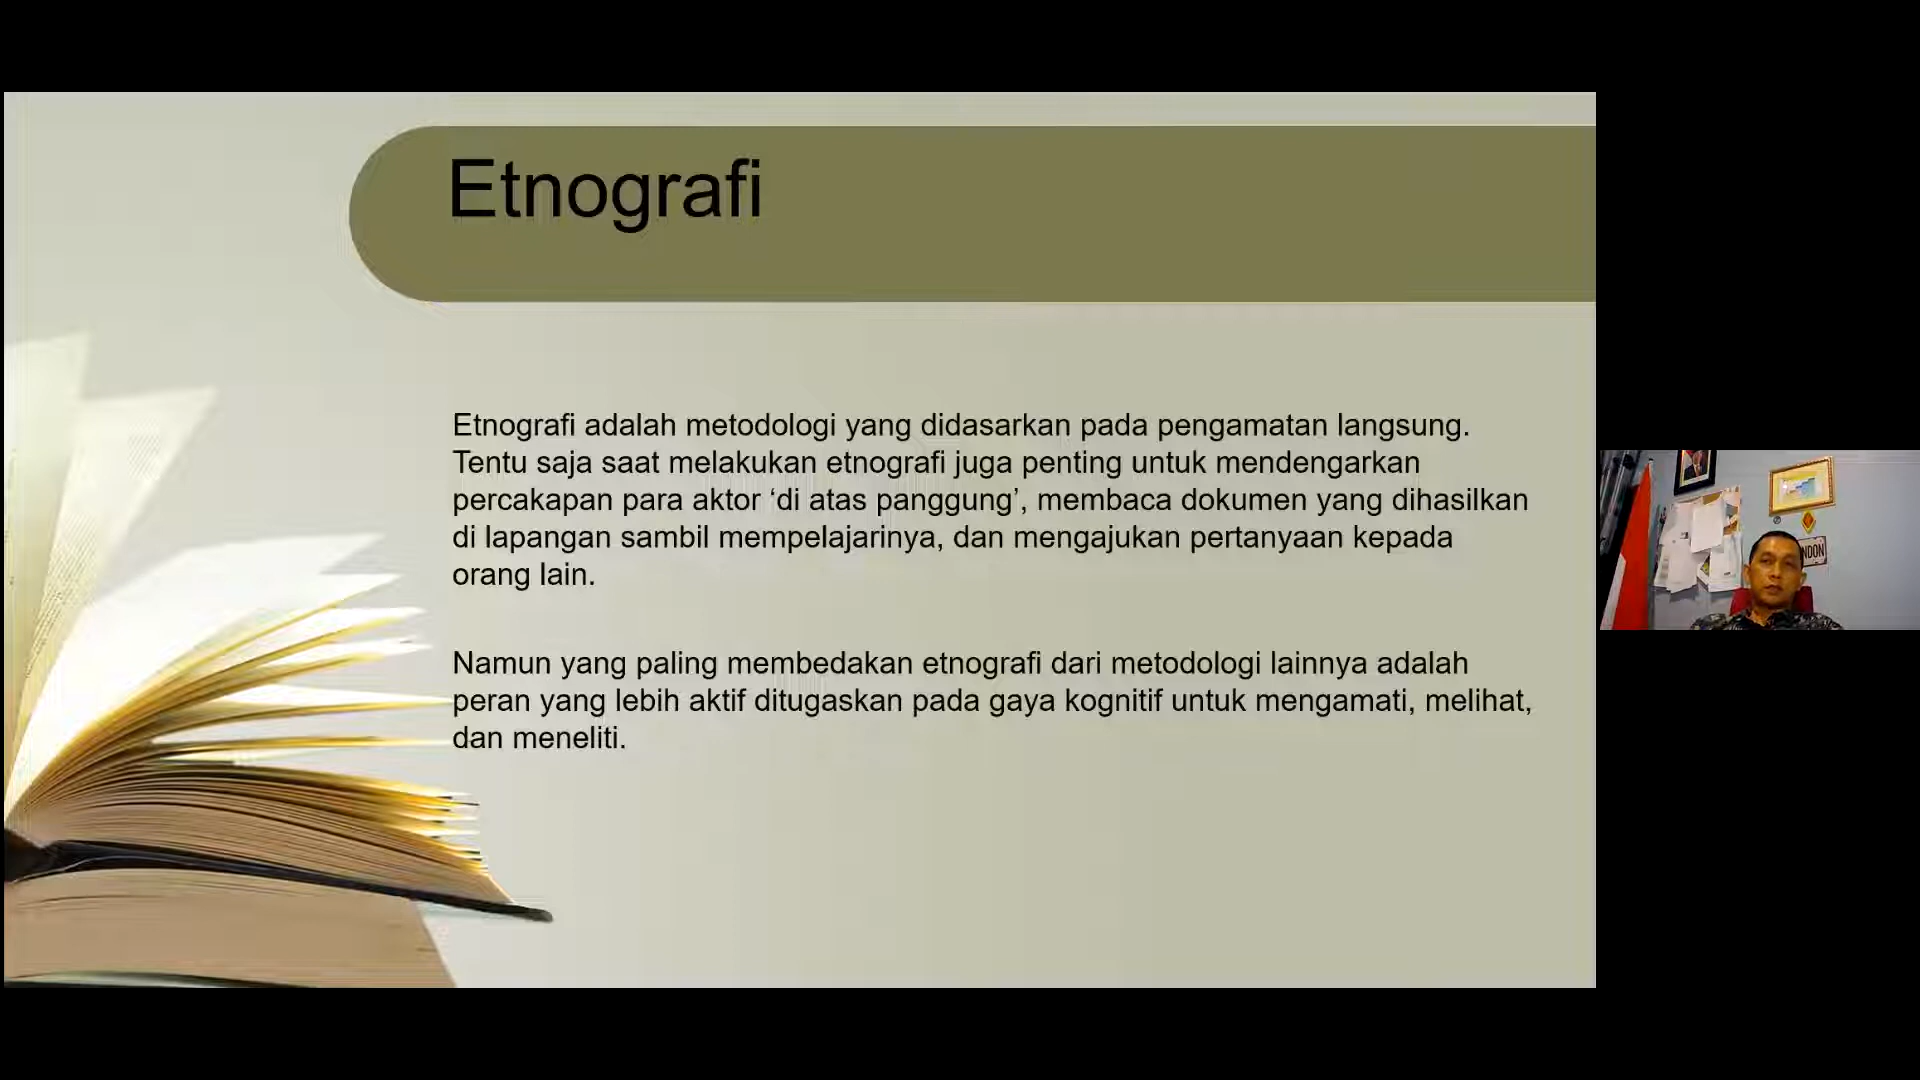 Etnografi
Etnografi adalah metodologi yang didasarkan pada pengamatan langsung.
Tentu saja saat melakukan etnografi juga penting untuk mendengarkan
percakapan para aktor ‘di atas panggung’, membaca dokumen yang dihasilkan
di lapangan sambil mempelajarinya, dan mengajukan pertanyaan kepada
orang lain.
Namun yang paling membedakan etnografi dari metodologi lainnya adalah
peran yang lebih aktif ditugaskan pada gaya kognitif untuk mengamati, melihat,
dan meneliti.
NDON